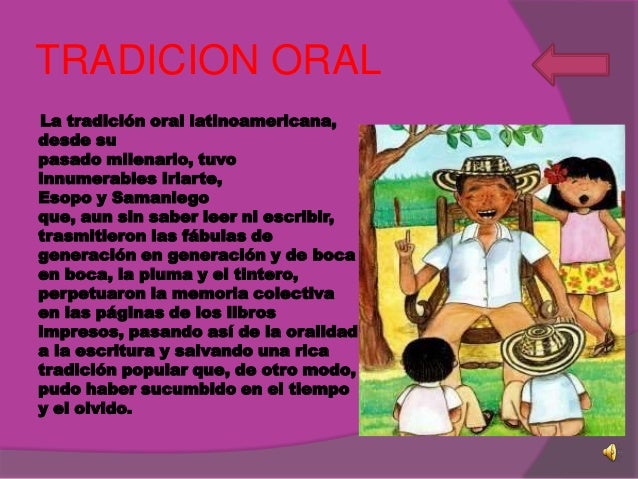 TRADICION ORAL
La tradición oral latinoamericana,
desde su
pasado milenario, tuvo
innumerables Iriarte,
Esopo y Samaniego
que, aun sin saber leer ni escribir,
trasmitieron las fábulas de
generación en generación y de boca
en boca, la pluma y el tintero,
perpetuaron la memoria colectiva
en las páginas de los libros
impresos, pasando así de la oralidad
a la escritura y salvando una rica
tradición popular que, de otro modo,
pudo haber sucumbido en el tiempo
y el olvido.